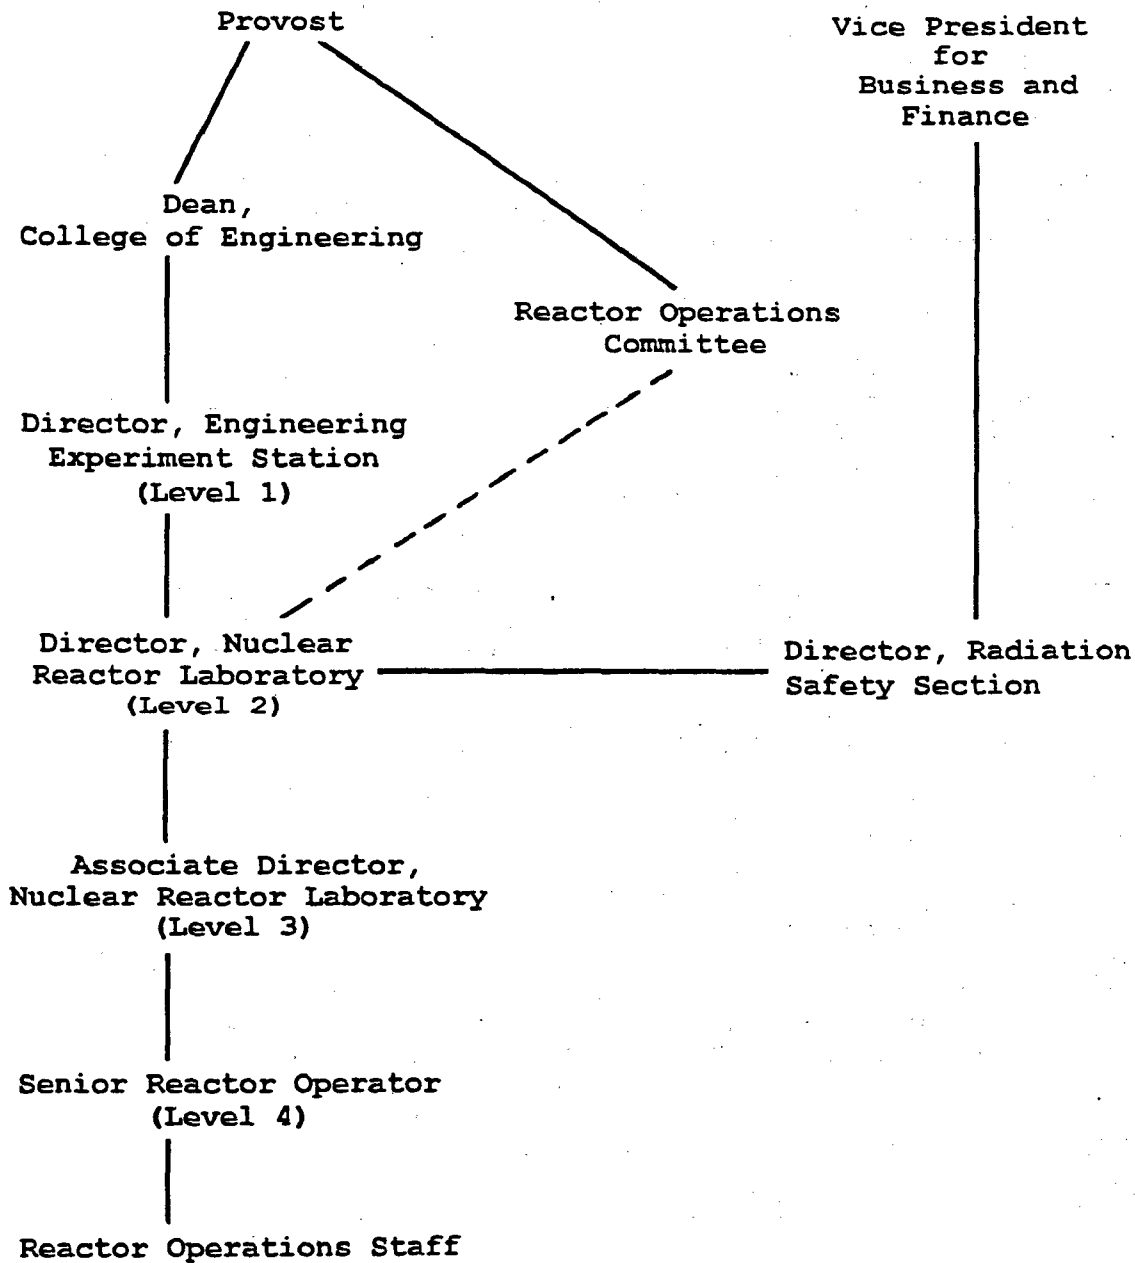 Provost
Vice President
for
Business and
Finance
Dean,
College of Engineering
Reactor Operations
Committee
Director, Engineering
Experiment Station
(Level 1)
Director, Nuclear
Reactor Laboratory
(Level 2)
Director, Radiation
Safety Section
Associate Director,
Nuclear Reactor Laboratory
(Level 3)
Senior Reactor Operator
(Level 4)
Reactor Operations Staff